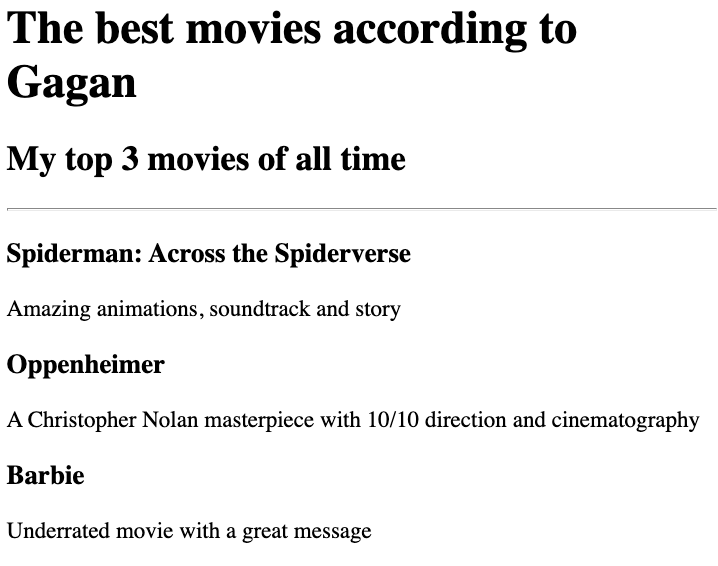 The best movies according to
Gagan
My top 3 movies of all time
Spiderman: Across the Spiderverse
Amazing animations, soundtrack and story
Oppenheimer
A Christopher Nolan masterpiece with 10/10 direction and cinematography
Barbie
Underrated movie with a great message